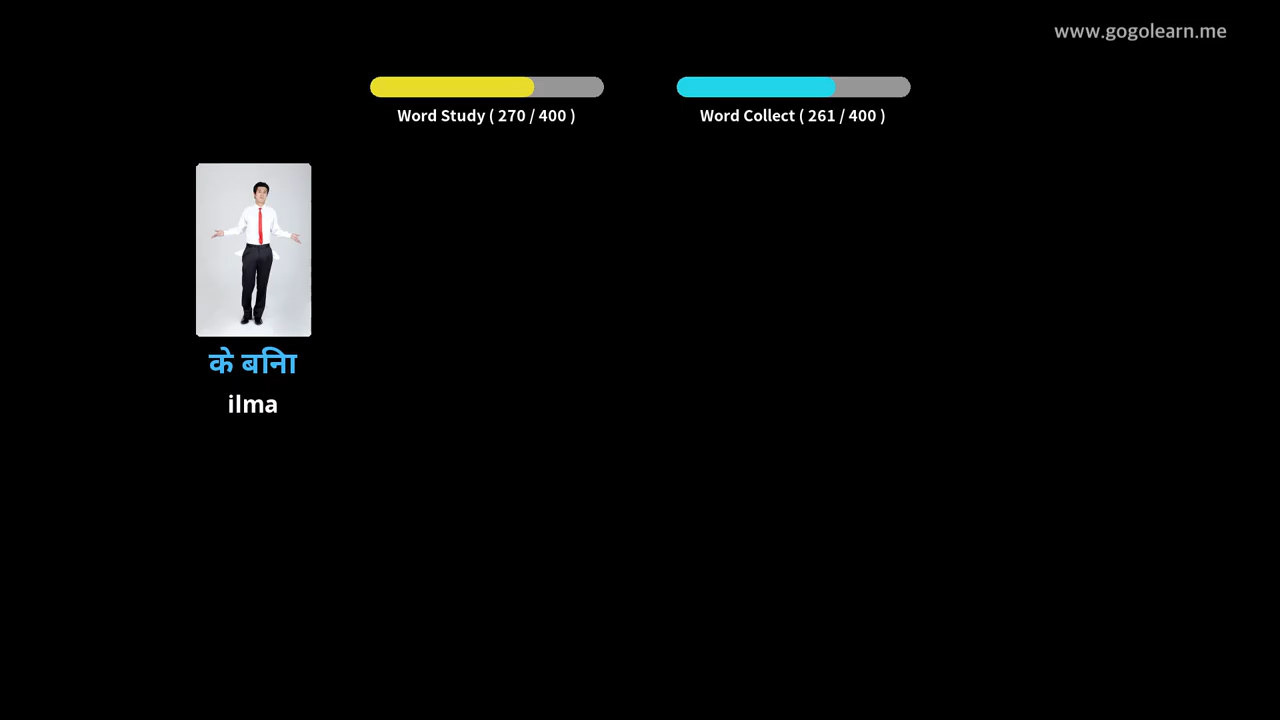 www.gogolearn.me
Word Study ( 270 / 400 )
Word Collect ( 261 / 400 )
के बिना
ilma